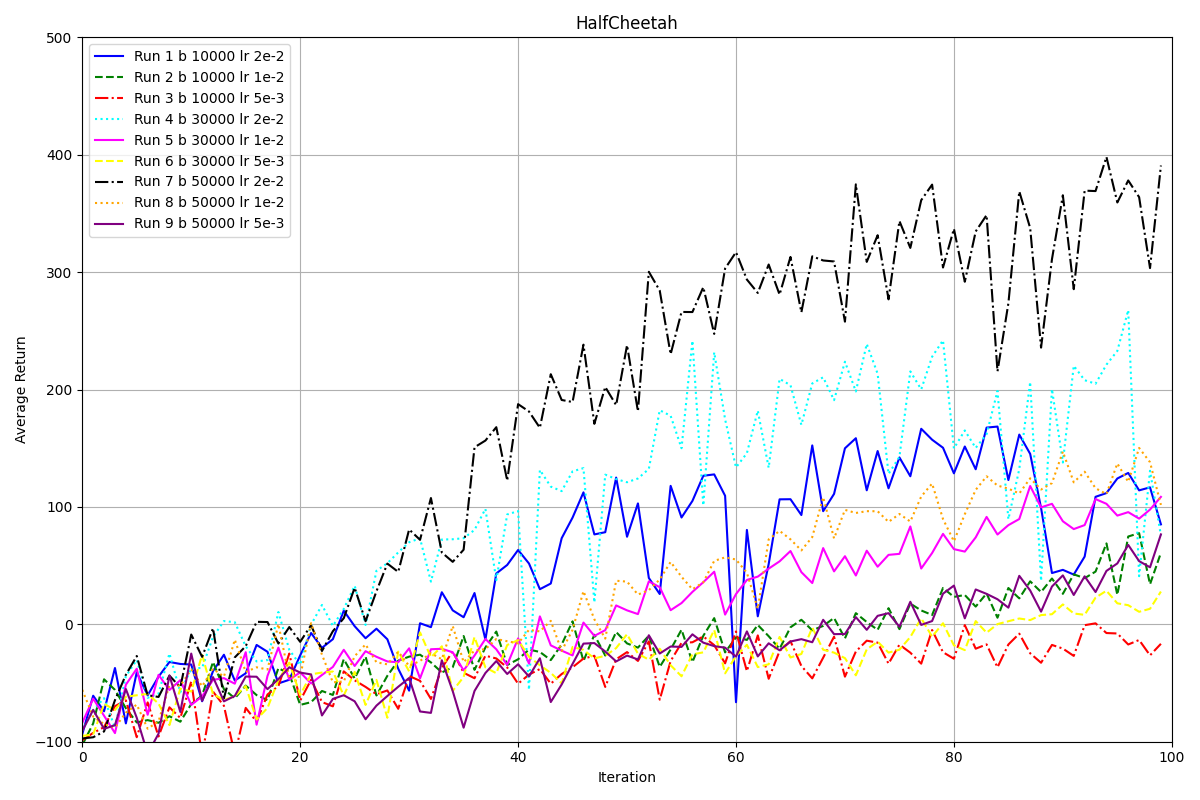 HalfCheetah
Run 1 b 10000 lr 2e-2
Run 2 b 10000 lr 1e-2
Run 3 b 10000 lr 5e-3
Run 4 b 30000 lr 2e-2
Run 5 b 30000 lr 1e-2
Run 6 b 30000 lr 5e-3
Run 7 b 50000 lr 2e-2
Run 8 b 50000 lr 1e-2
Run 9 b 50000 lr 5e-3
Average Return
500
400
300
200
100
0
−100
0 20 40 60 80 100
Iteration